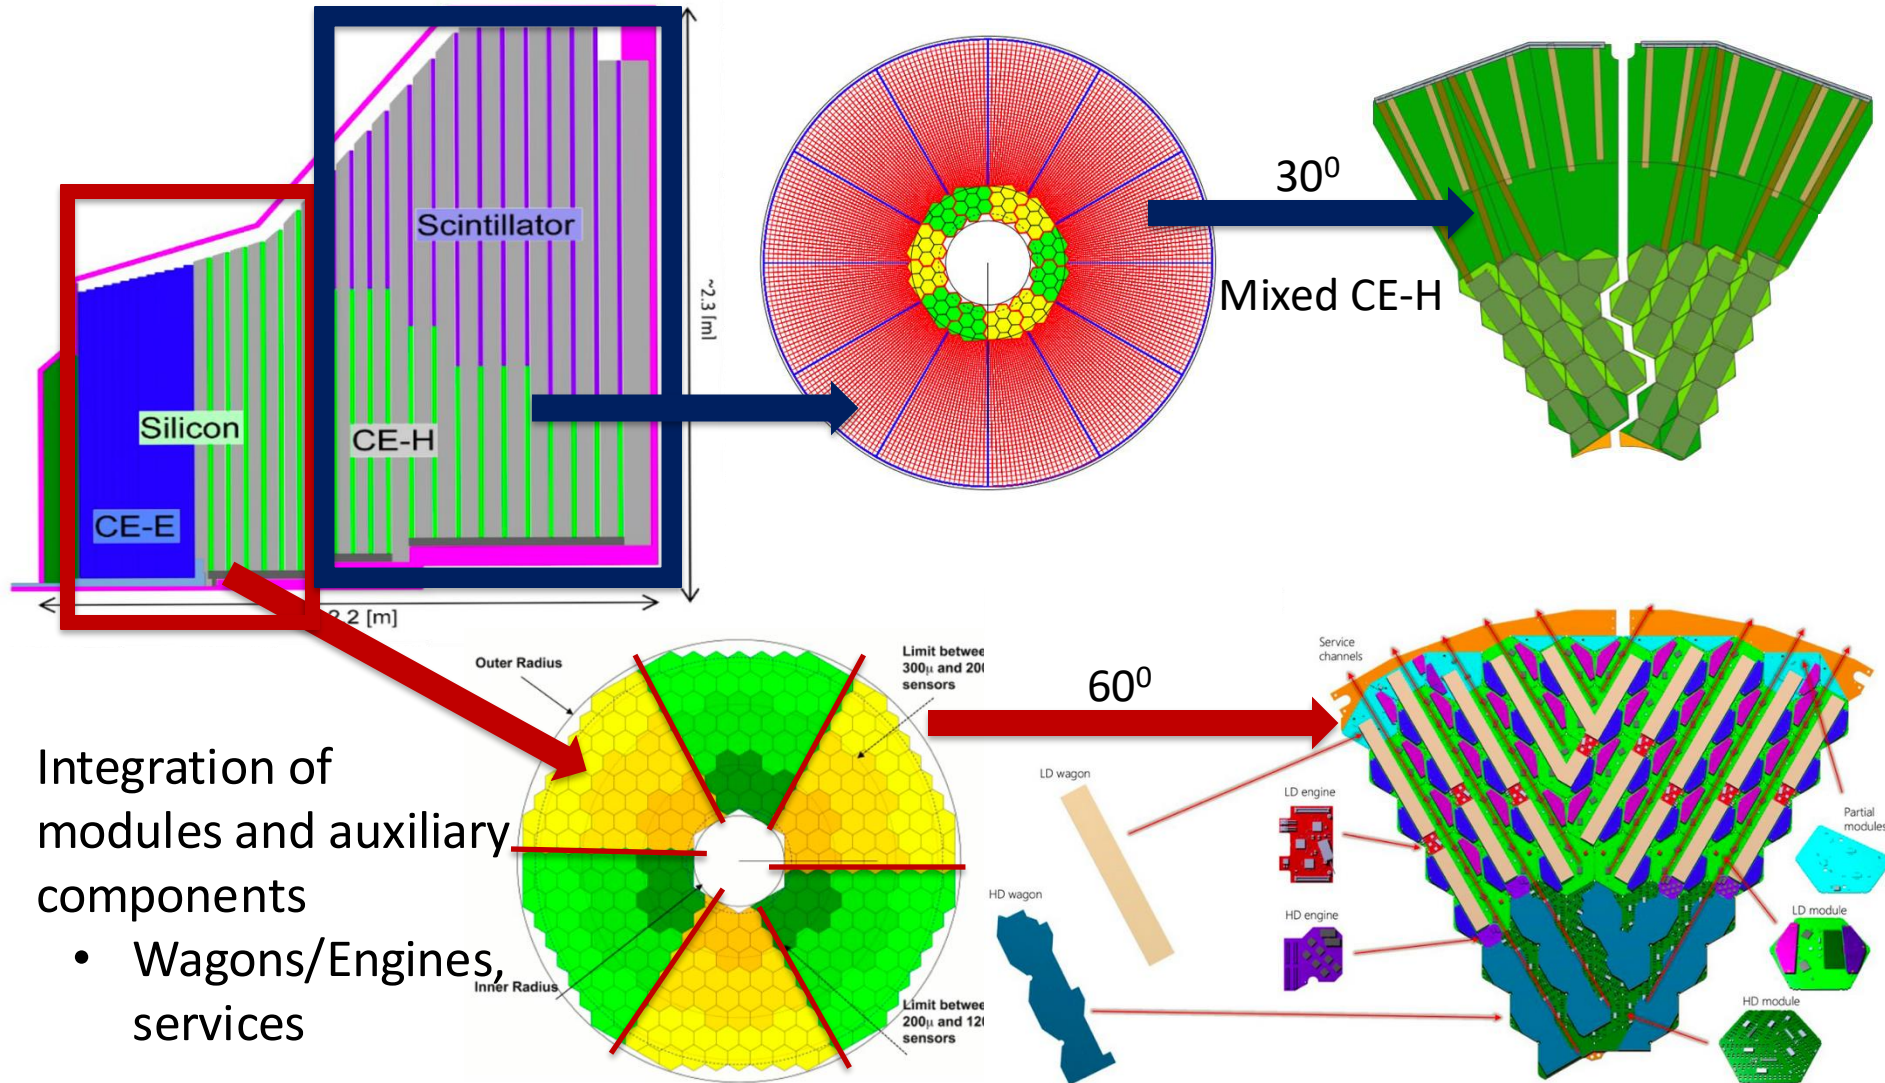 Scintillator
Silicon
CE-H
CE-E
~2.3 [m]
2.2 [m]
30⁰
Mixed CE-H
Outer Radius
Limit betwee
300μ and 200
sensors
Inner Radius
Limit betwee
200μ and 120
sensors
60⁰
Integration of
modules and auxiliary
components
• Wagons/Engines,
services
Service
channels
LD wagon
LD engine
HD wagon
HD engine
Partial
modules
LD module
HD module